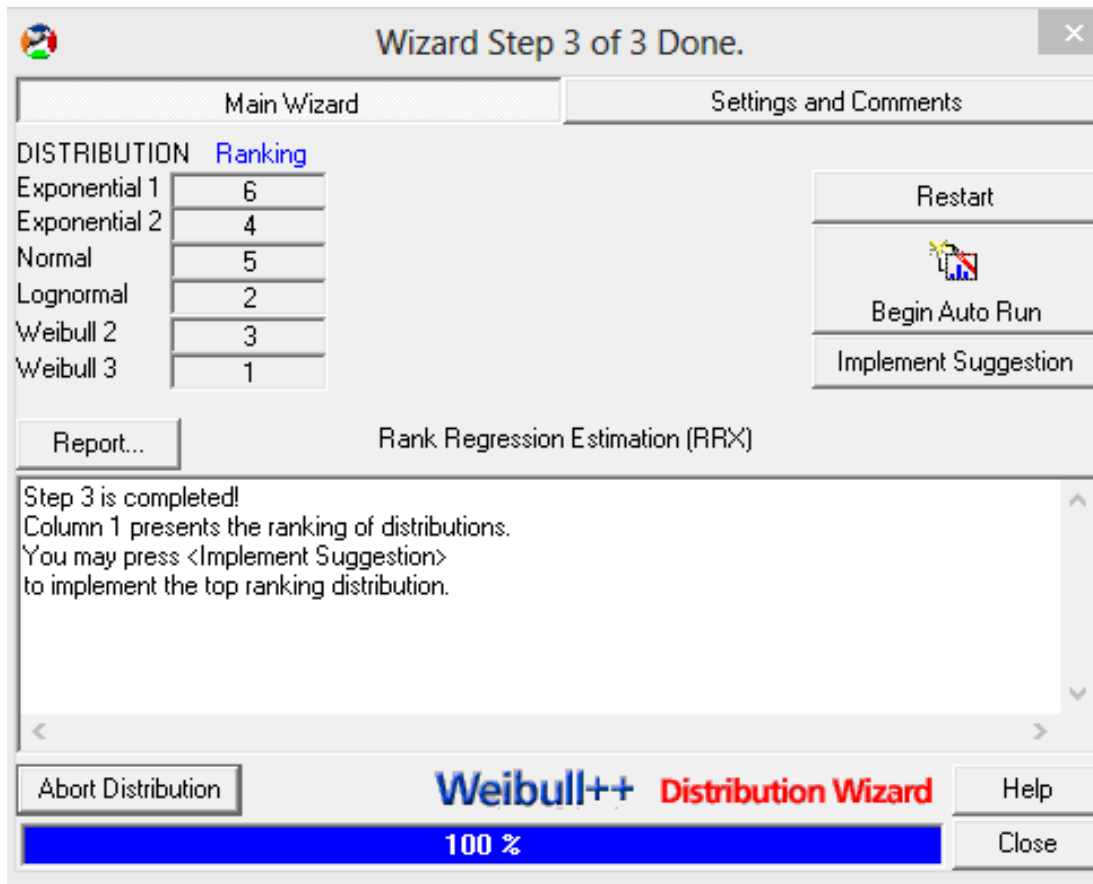 Wizard Step 3 of 3 Done.
×
Main Wizard
Settings and Comments
DISTRIBUTION Ranking
Exponential 1 6
Exponential 2 4
Normal 5
Lognormal 2
Weibull 2 3
Weibull 3 1
Restart
Begin Auto Run
Implement Suggestion
Report...
Rank Regression Estimation (RRX)
Step 3 is completed!
Column 1 presents the ranking of distributions.
You may press <Implement Suggestion>
to implement the top ranking distribution.
Abort Distribution
Weibull++ Distribution Wizard
Help
100 %
Close